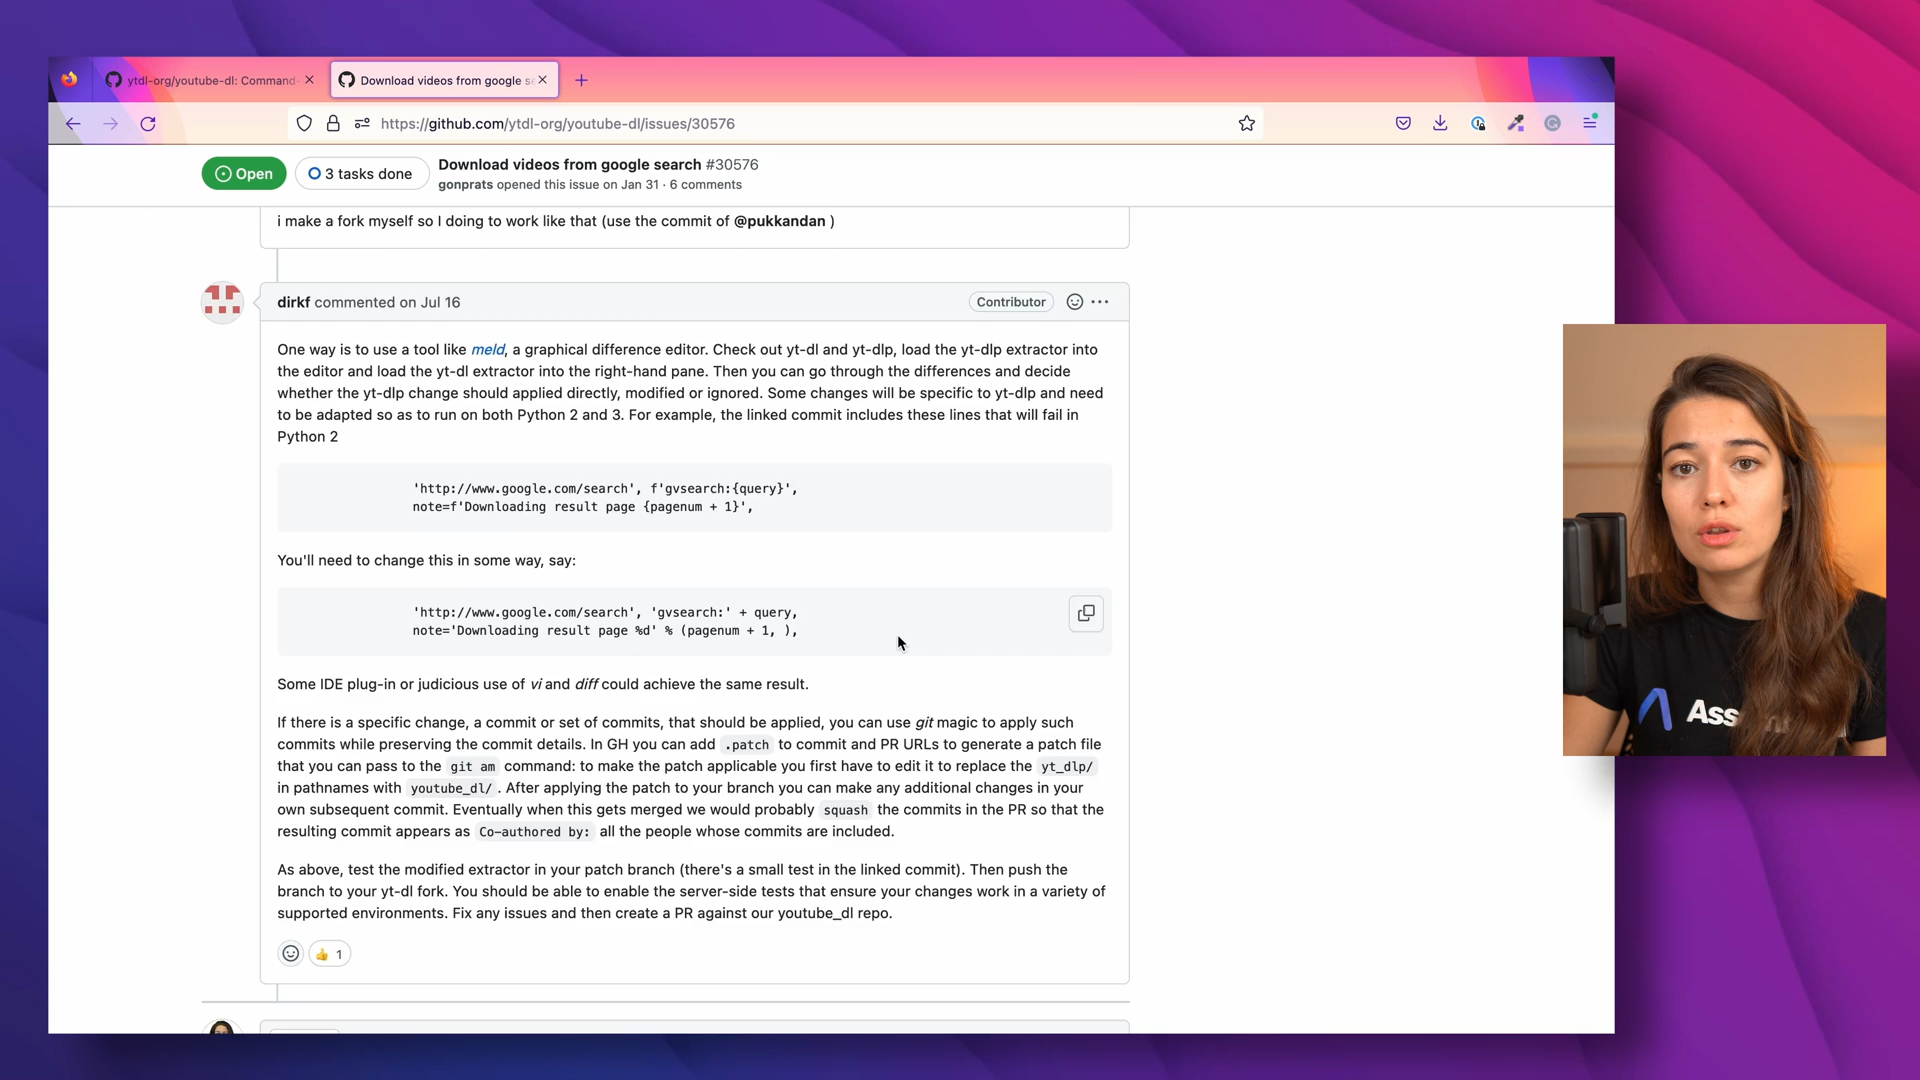 ytdl-org/youtube-dl: Command-
Download videos from google se
https://github.com/ytdl-org/youtube-dl/issues/30576
Open
3 tasks done
Download videos from google search #30576
gonprats opened this issue on Jan 31 · 6 comments
i make a fork myself so I doing to work like that (use the commit of @pukkandan )
dirkf commented on Jul 16
Contributor
One way is to use a tool like meld, a graphical difference editor. Check out yt-dl and yt-dlp, load the yt-dlp extractor into
the editor and load the yt-dl extractor into the right-hand pane. Then you can go through the differences and decide
whether the yt-dlp change should applied directly, modified or ignored. Some changes will be specific to yt-dlp and need
to be adapted so as to run on both Python 2 and 3. For example, the linked commit includes these lines that will fail in
Python 2
'http://www.google.com/search', f'gvsearch:{query}',
note=f'Downloading result page {pagenum + 1}',
You'll need to change this in some way, say:
'http://www.google.com/search', 'gvsearch:' + query,
note='Downloading result page %d' % (pagenum + 1, ),
Some IDE plug-in or judicious use of vi and diff could achieve the same result.
If there is a specific change, a commit or set of commits, that should be applied, you can use git magic to apply such
commits while preserving the commit details. In GH you can add .patch to commit and PR URLs to generate a patch file
that you can pass to the git am command: to make the patch applicable you first have to edit it to replace the yt_dlp/
in pathnames with youtube_dl/ . After applying the patch to your branch you can make any additional changes in your
own subsequent commit. Eventually when this gets merged we would probably squash the commits in the PR so that the
resulting commit appears as Co-authored by: all the people whose commits are included.
As above, test the modified extractor in your patch branch (there's a small test in the linked commit). Then push the
branch to your yt-dl fork. You should be able to enable the server-side tests that ensure your changes work in a variety of
supported environments. Fix any issues and then create a PR against our youtube_dl repo.
1